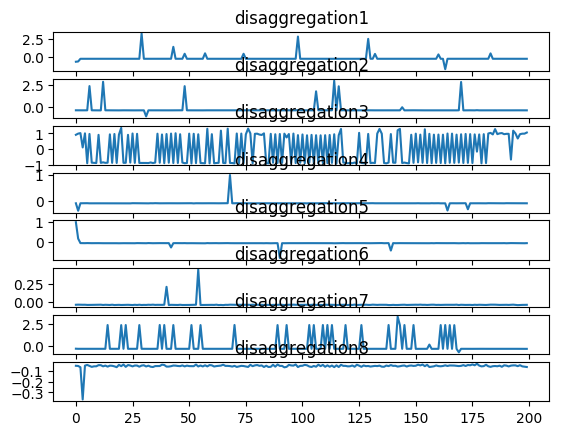 disaggregation1
2.5
0.0
disaggregation2
2.5
0.0
disaggregation3
1
0
−1
disaggregation4
1
0
disaggregation5
1
0
disaggregation6
0.25
0.00
disaggregation7
2.5
0.0
disaggregation8
−0.1
−0.2
−0.3
0 25 50 75 100 125 150 175 200